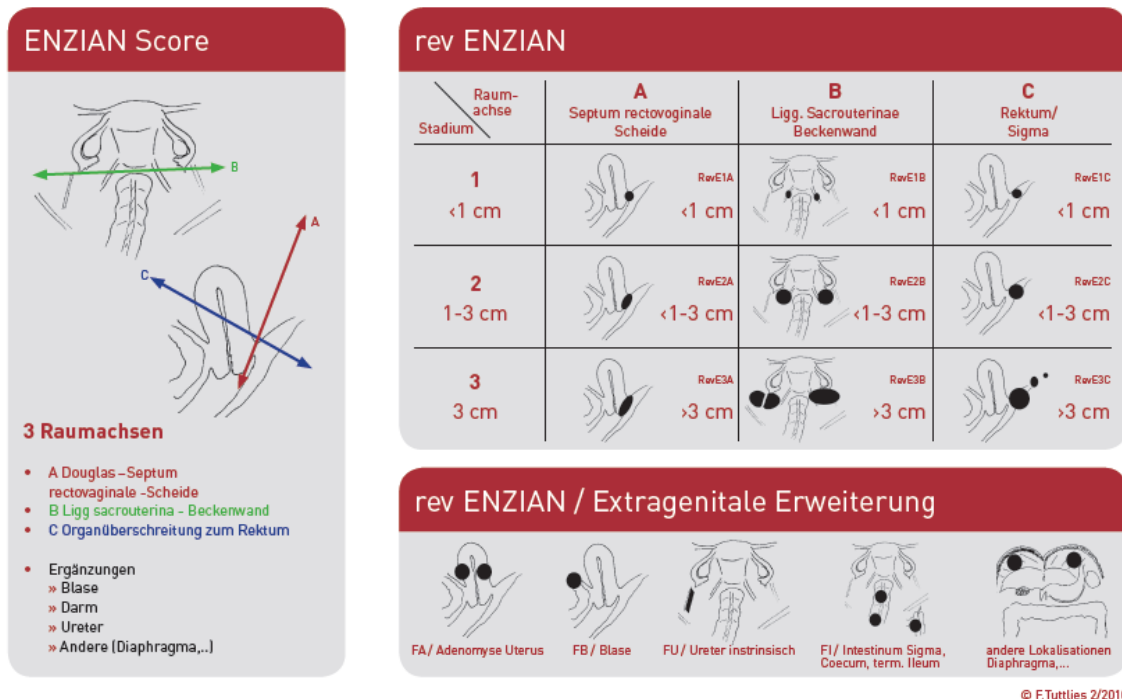 ENZIAN Score
B
A
C
3 Raumachsen
• A Douglas –Septum
rectovaginale -Scheide
• B Ligg sacrouterina - Beckenwand
• C Organüberschreitung zum Rektum
• Ergänzungen
» Blase
» Darm
» Ureter
» Andere (Diaphragma,..)
rev ENZIAN
Raum-
achse
Stadium
A
Septum rectovoginale
Scheide
B
Ligg. Sacrouterinae
Beckenwand
C
Rektum/
Sigma
1
<1 cm
RevE1A
<1 cm
RevE1B
<1 cm
RevE1C
<1 cm
2
1-3 cm
RevE2A
<1-3 cm
RevE2B
<1-3 cm
RevE2C
<1-3 cm
3
3 cm
RevE3A
>3 cm
RevE3B
>3 cm
RevE3C
>3 cm
rev ENZIAN / Extragenitale Erweiterung
FA/ Adenomyse Uterus
FB/ Blase
FU/ Ureter instrinsisch
FI/ Intestinum Sigma,
Coecum, term. Ileum
andere Lokalisationen
Diaphragma,...